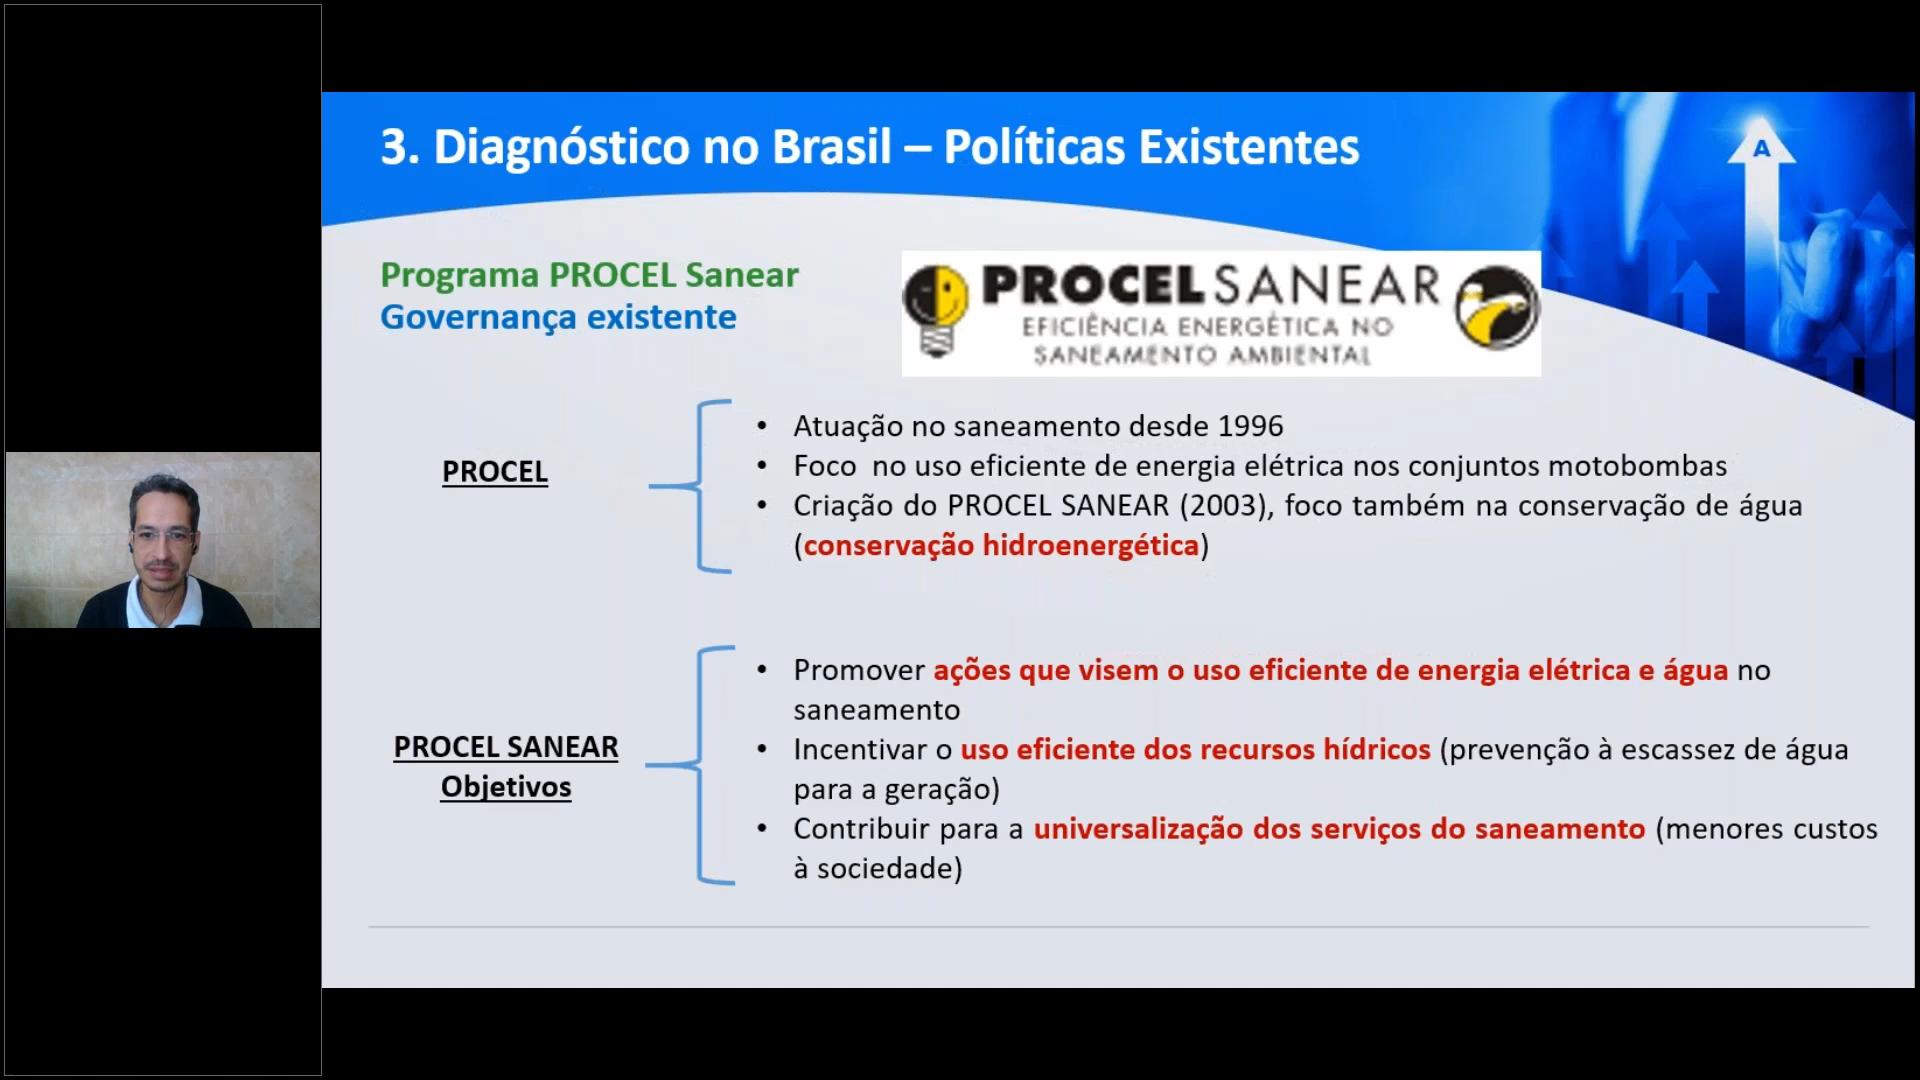 3. Diagnóstico no Brasil – Políticas Existentes
A
Programa PROCEL Sanear
Governança existente
PROCEL SANEAR
EFICIÊNCIA ENERGÉTICA NO
SANEAMENTO AMBIENTAL
PROCEL
• Atuação no saneamento desde 1996
• Foco no uso eficiente de energia elétrica nos conjuntos motobombas
• Criação do PROCEL SANEAR (2003), foco também na conservação de água
(conservação hidroenergética)
PROCEL SANEAR
Objetivos
• Promover ações que visem o uso eficiente de energia elétrica e água no
saneamento
• Incentivar o uso eficiente dos recursos hídricos (prevenção à escassez de água
para a geração)
• Contribuir para a universalização dos serviços do saneamento (menores custos
à sociedade)